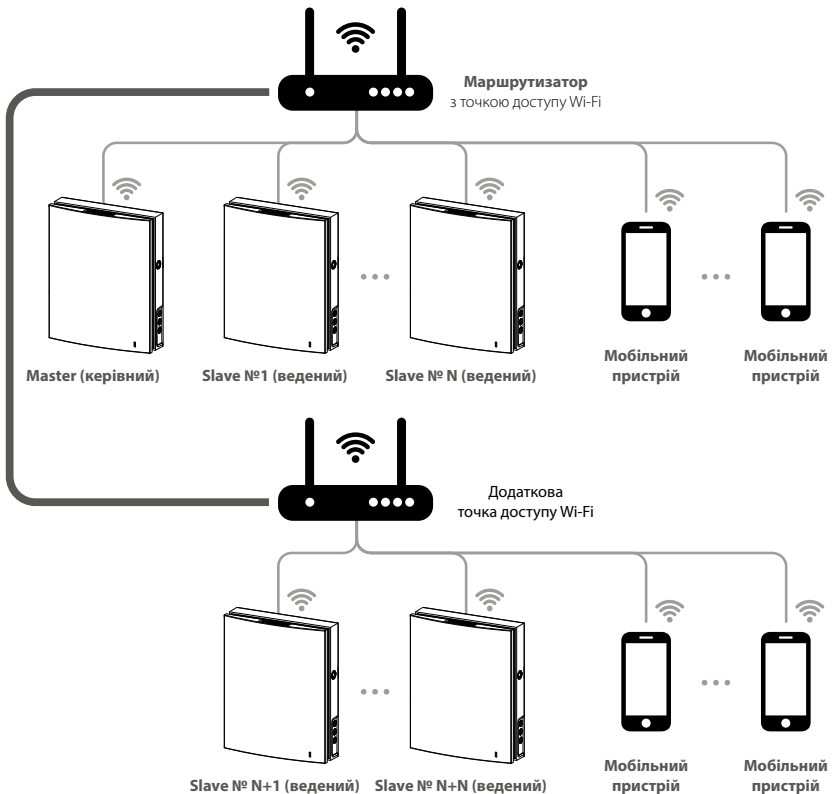 Маршрутизатор
з точкою доступу Wi-Fi
Master (керівний)
Slave №1 (ведений)
Slave № N (ведений)
Мобільний
пристрій
Мобільний
пристрій
Додаткова
точка доступу Wi-Fi
Slave № N+1 (ведений)
Slave № N+N (ведений)
Мобільний
пристрій
Мобільний
пристрій